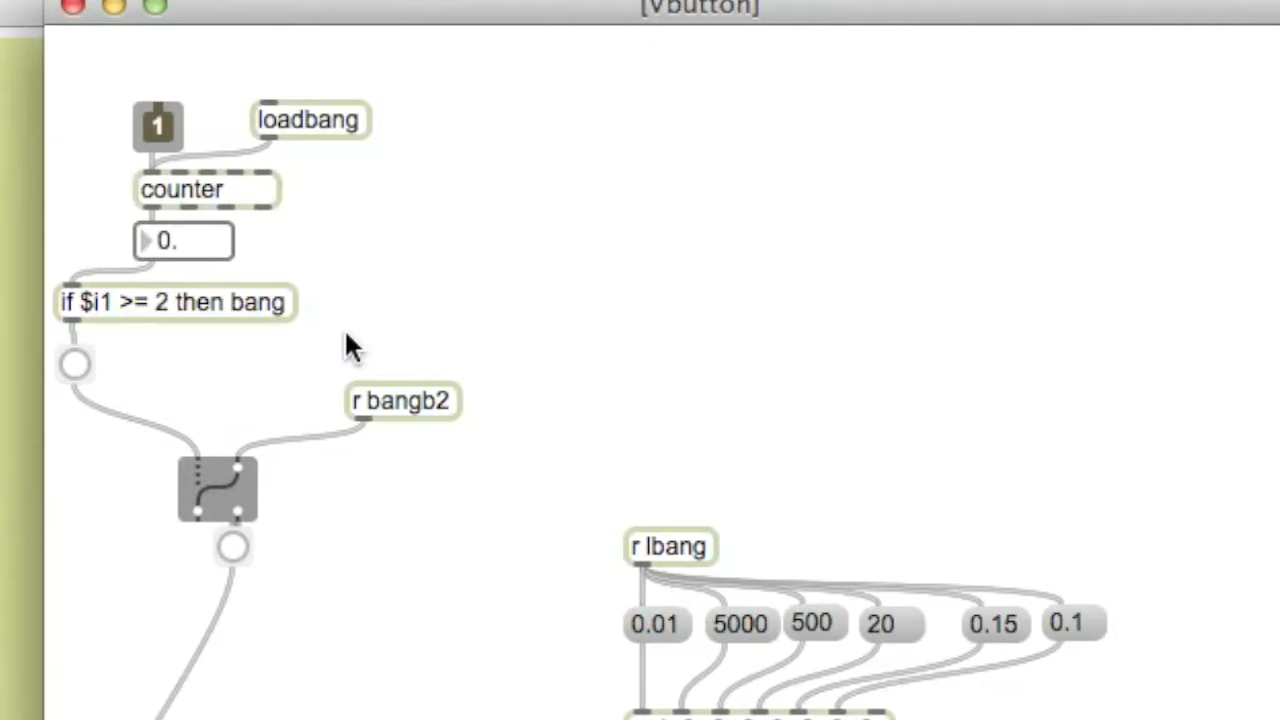 [Vbutton]
1
loadbang
counter
0.
if $i1 >= 2 then bang
r bangb2
r lbang
0.01
5000
500
20
0.15
0.1